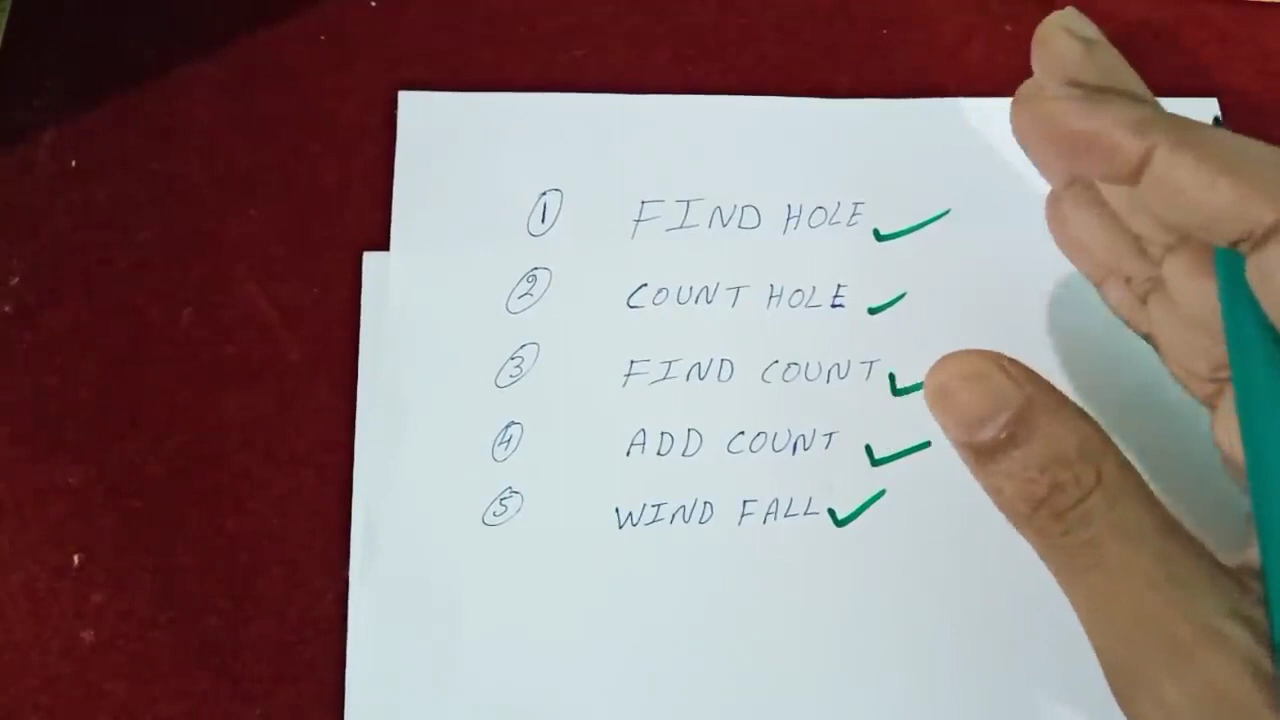 ① FIND HOLE ✓
② COUNT HOLE ✓
③ FIND COUNT ✓
④ ADD COUNT ✓
⑤ WIND FALL ✓